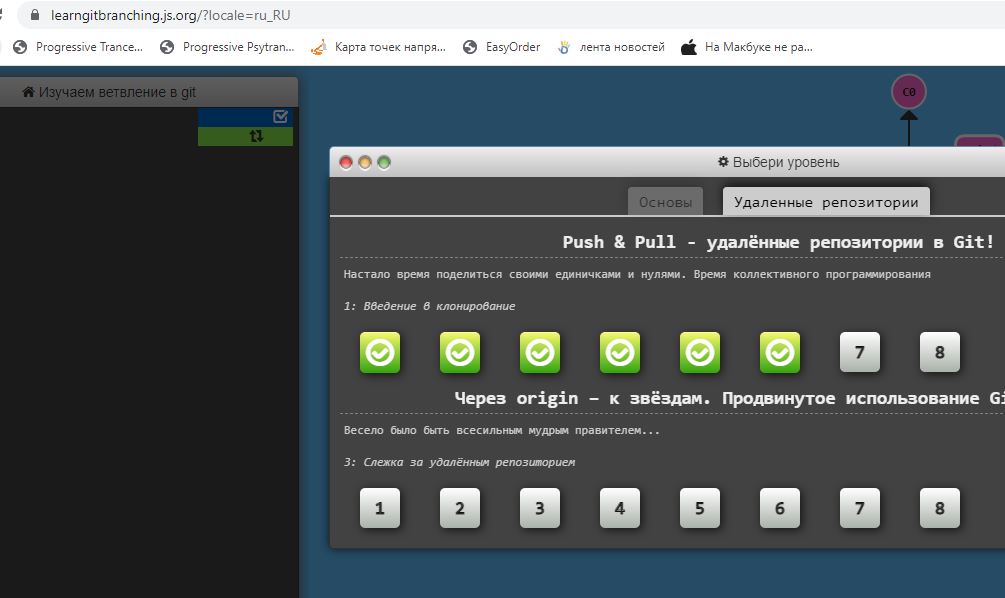 learngitbranching.js.org/?locale=ru_RU
Progressive Trance... Progressive Psytran... Карта точек напря... EasyOrder лента новостей На Макбуке не ра...
Изучаем ветвление в git
C0
Выбери уровень
Основы Удаленные репозитории
Push & Pull - удалённые репозитории в Git!
Настало время поделиться своими единичками и нулями. Время коллективного программирования
1: Введение в клонирование
7 8
Через origin – к звёздам. Продвинутое использование Gi
Весело было быть всесильным мудрым правителем...
3: Слежка за удалённым репозиторием
1 2 3 4 5 6 7 8